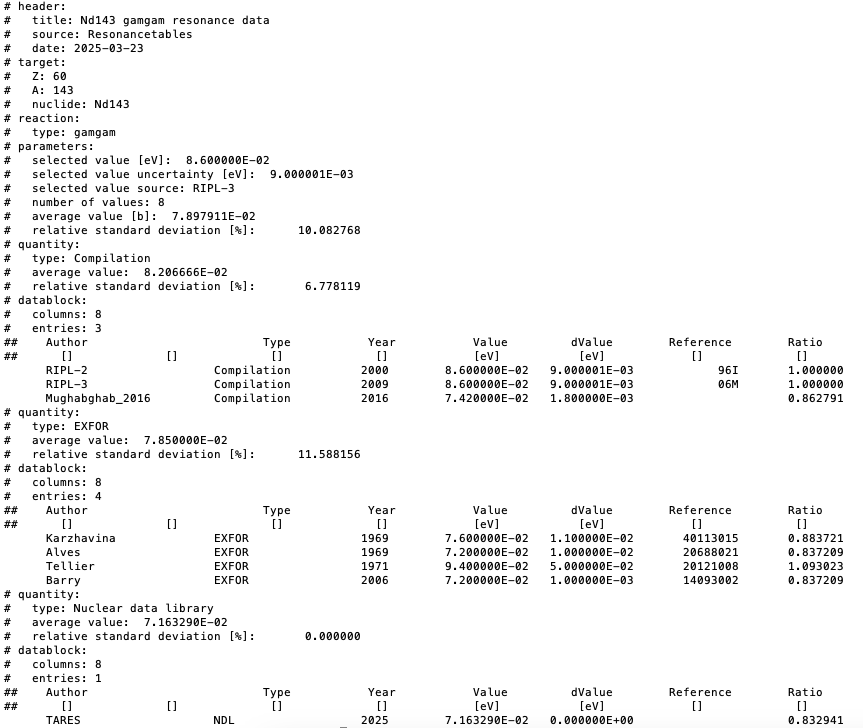 # header:
#   title: Nd143 gamgam resonance data
#   source: Resonancetables
#   date: 2025-03-23
# target:
#   Z: 60
#   A: 143
#   nuclide: Nd143
# reaction:
#   type: gamgam
# parameters:
#   selected value [eV]:  8.600000E-02
#   selected value uncertainty [eV]:  9.000001E-03
#   selected value source: RIPL-3
#   number of values: 8
#   average value [b]:  7.897911E-02
#   relative standard deviation [%]:      10.082768
# quantity:
#   type: Compilation
#   average value:  8.206666E-02
#   relative standard deviation [%]:       6.778119
# datablock:
#   columns: 8
#   entries: 3
##    Author                         Type           Year           Value          dValue        Reference        Ratio
##      []             []             []             []             [eV]           [eV]            []             []
      RIPL-2                  Compilation          2000        8.600000E-02   9.000001E-03            96I       1.000000
      RIPL-3                  Compilation          2009        8.600000E-02   9.000001E-03            06M       1.000000
      Mughabghab_2016         Compilation          2016        7.420000E-02   1.800000E-03                      0.862791
# quantity:
#   type: EXFOR
#   average value:  7.850000E-02
#   relative standard deviation [%]:      11.588156
# datablock:
#   columns: 8
#   entries: 4
##    Author                         Type           Year           Value          dValue        Reference        Ratio
##      []             []             []             []             [eV]           [eV]            []             []
      Karzhavina              EXFOR                1969        7.600000E-02   1.100000E-02     40113015         0.883721
      Alves                   EXFOR                1969        7.200000E-02   1.000000E-02     20688021         0.837209
      Tellier                 EXFOR                1971        9.400000E-02   5.000000E-02     20121008         1.093023
      Barry                   EXFOR                2006        7.200000E-02   1.000000E-03     14093002         0.837209
# quantity:
#   type: Nuclear data library
#   average value:  7.163290E-02
#   relative standard deviation [%]:       0.000000
# datablock:
#   columns: 8
#   entries: 1
##    Author                         Type           Year           Value          dValue        Reference        Ratio
##      []             []             []             []             [eV]           [eV]            []             []
      TARES                   NDL                  2025        7.163290E-02   0.000000E+00                      0.832941